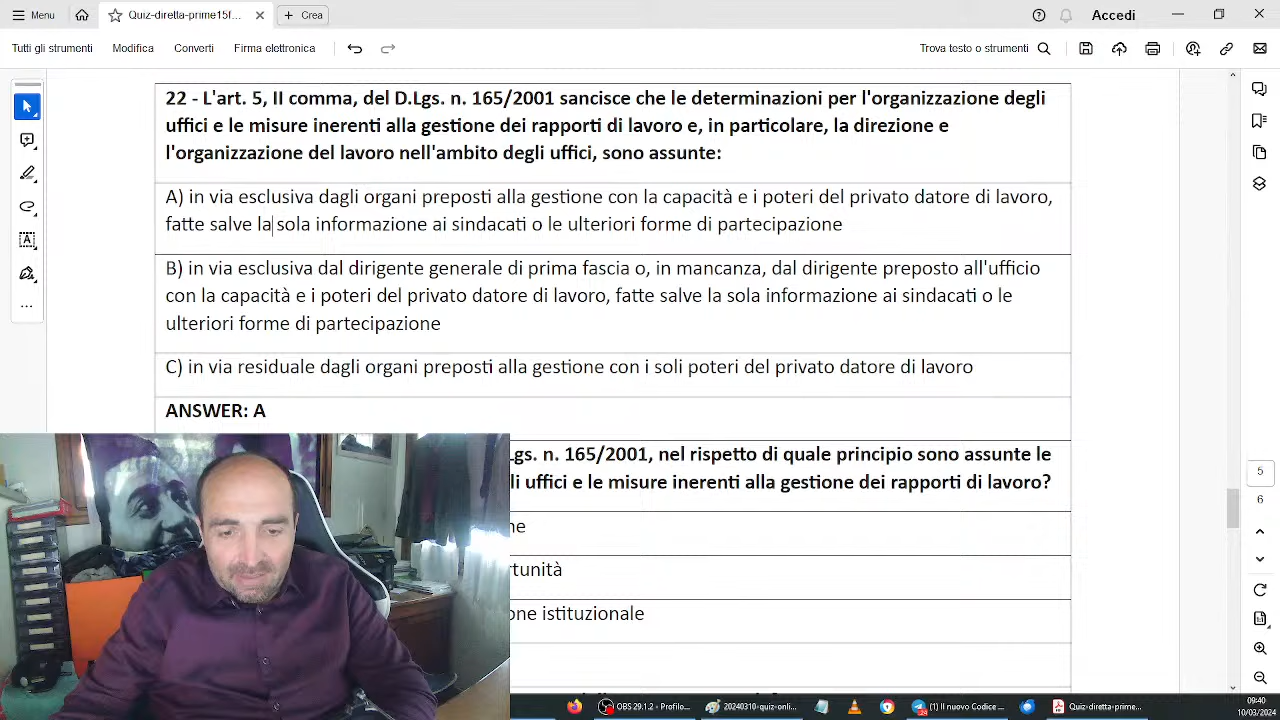 Menu
Quiz-diretta-prime15f...
Crea
Accedi
Tutti gli strumenti
Modifica
Converti
Firma elettronica
Trova testo o strumenti
22 - L'art. 5, II comma, del D.Lgs. n. 165/2001 sancisce che le determinazioni per l'organizzazione degli
uffici e le misure inerenti alla gestione dei rapporti di lavoro e, in particolare, la direzione e
l'organizzazione del lavoro nell'ambito degli uffici, sono assunte:
A) in via esclusiva dagli organi preposti alla gestione con la capacità e i poteri del privato datore di lavoro,
fatte salve la sola informazione ai sindacati o le ulteriori forme di partecipazione
B) in via esclusiva dal dirigente generale di prima fascia o, in mancanza, dal dirigente preposto all'ufficio
con la capacità e i poteri del privato datore di lavoro, fatte salve la sola informazione ai sindacati o le
ulteriori forme di partecipazione
C) in via residuale dagli organi preposti alla gestione con i soli poteri del privato datore di lavoro
ANSWER: A
Lgs. n. 165/2001, nel rispetto di quale principio sono assunte le
li uffici e le misure inerenti alla gestione dei rapporti di lavoro?
ne
rtunità
one istituzionale
5
6
OBS 29.1.2 - Profilo...
20240310-quiz-onli...
(1) Il nuovo Codice ...
Quiz-diretta-prime...
09:40
10/03/2024